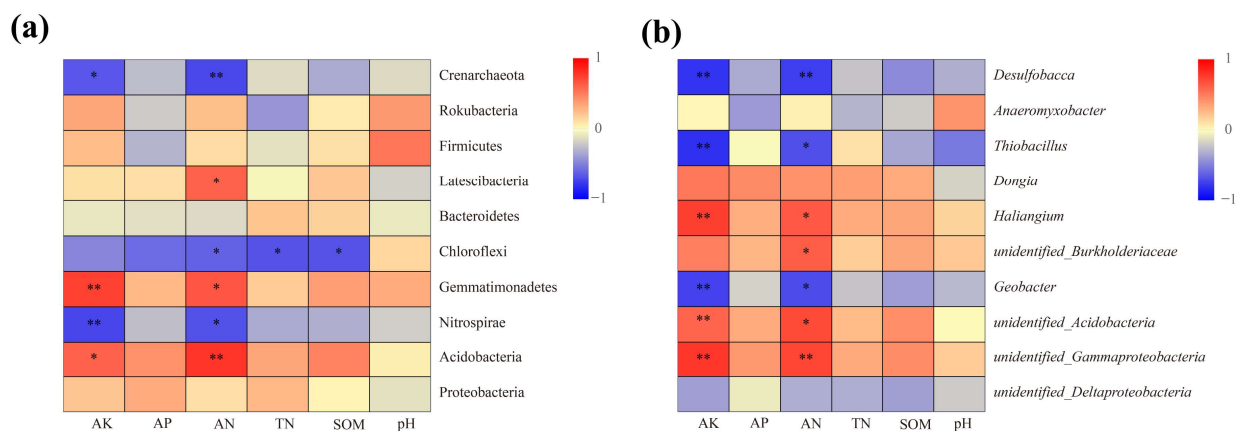 (a)
1
0
−1
* ** Crenarchaeota
Rokubacteria
Firmicutes
* Latescibacteria
Bacteroidetes
* * * Chloroflexi
** * Gemmatimonadetes
** * Nitrospirae
* ** Acidobacteria
Proteobacteria
AK AP AN TN SOM pH
(b)
1
0
−1
** ** Desulfobacca
Anaeromyxobacter
** * Thiobacillus
Dongia
** * Haliangium
* unidentified_Burkholderiaceae
** * Geobacter
** * unidentified_Acidobacteria
** ** unidentified_Gammaproteobacteria
unidentified_Deltaproteobacteria
AK AP AN TN SOM pH